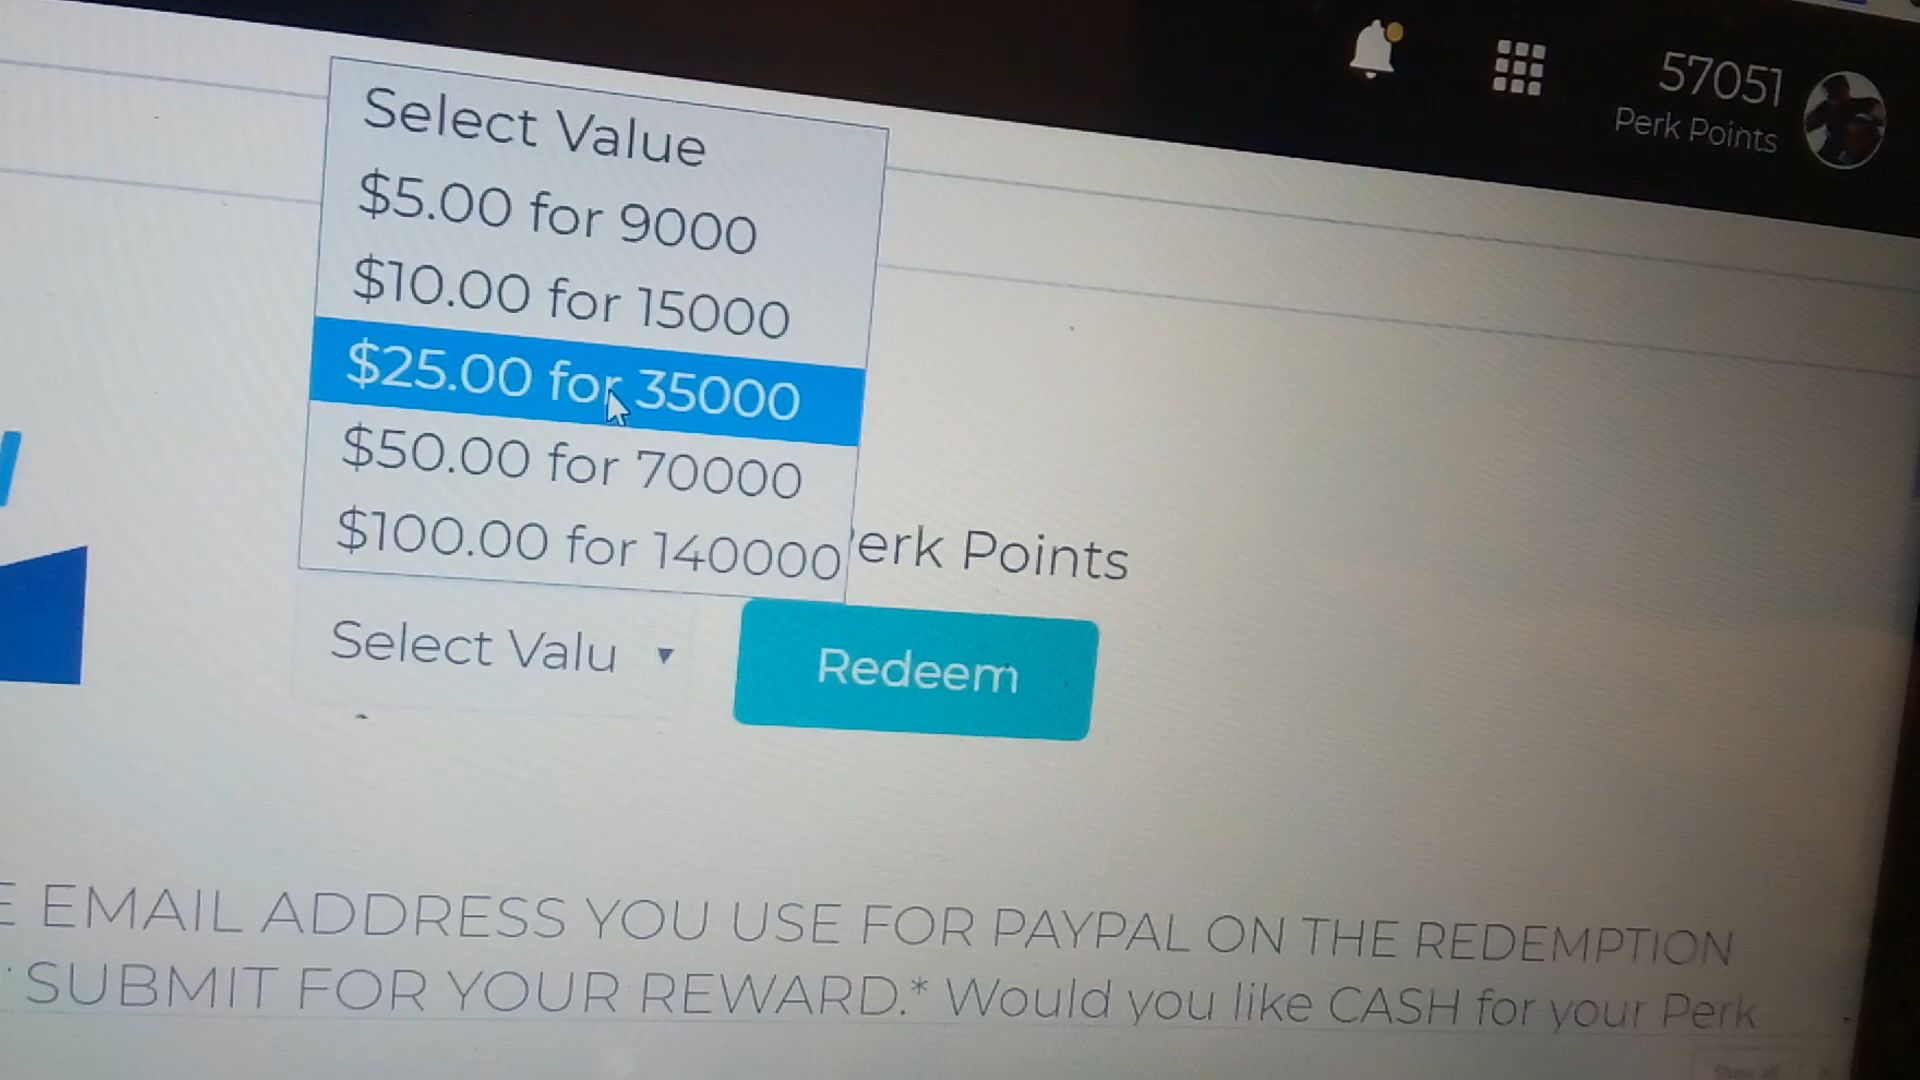 57051
Perk Points
Select Value
$5.00 for 9000
$10.00 for 15000
$25.00 for 35000
$50.00 for 70000
$100.00 for 140000
erk Points
Select Valu
Redeem
E EMAIL ADDRESS YOU USE FOR PAYPAL ON THE REDEMPTION
SUBMIT FOR YOUR REWARD.* Would you like CASH for your Perk